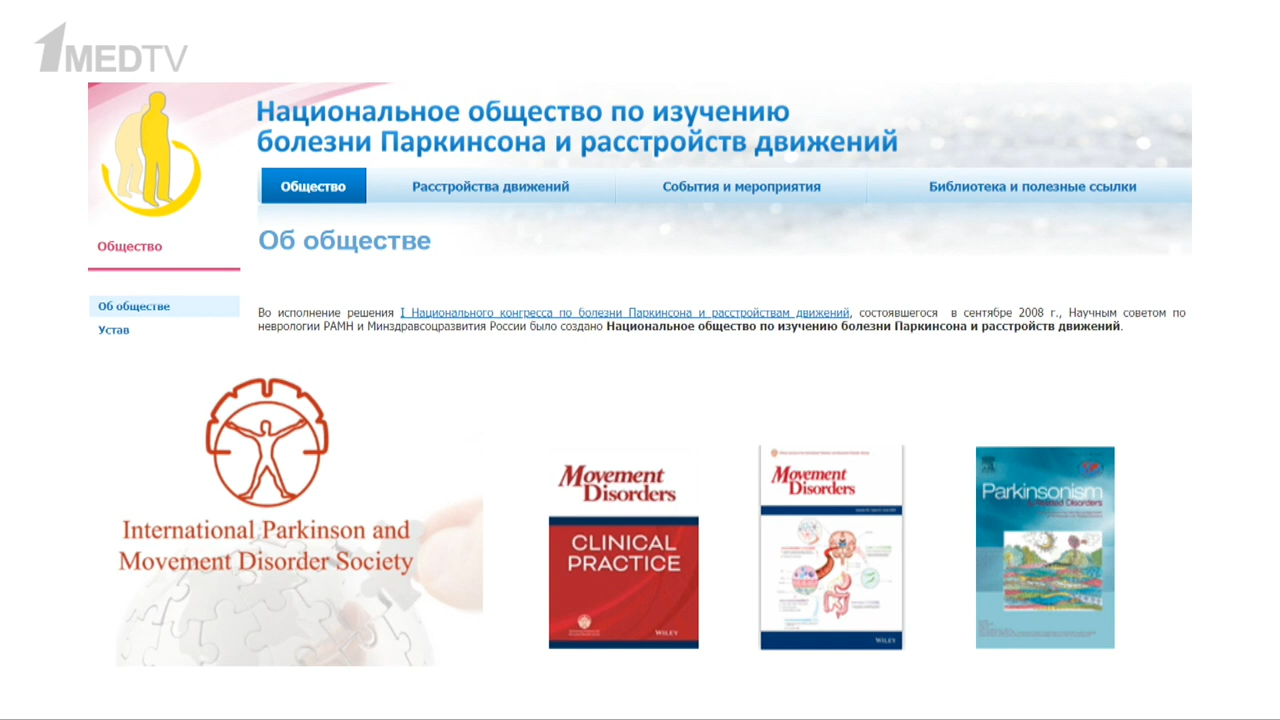 1MEDTV
Национальное общество по изучению
болезни Паркинсона и расстройств движений
Общество
Расстройства движений
События и мероприятия
Библиотека и полезные ссылки
Общество
Об обществе
Об обществе
Устав
Во исполнение решения I Национального конгресса по болезни Паркинсона и расстройствам движений, состоявшегося в сентябре 2008 г., Научным советом по
неврологии РАМН и Минздравсоцразвития России было создано Национальное общество по изучению болезни Паркинсона и расстройств движений.
International Parkinson and
Movement Disorder Society
Movement
Disorders
CLINICAL
PRACTICE
WILEY
Movement
Disorders
WILEY
Parkinsonism
& Related Disorders